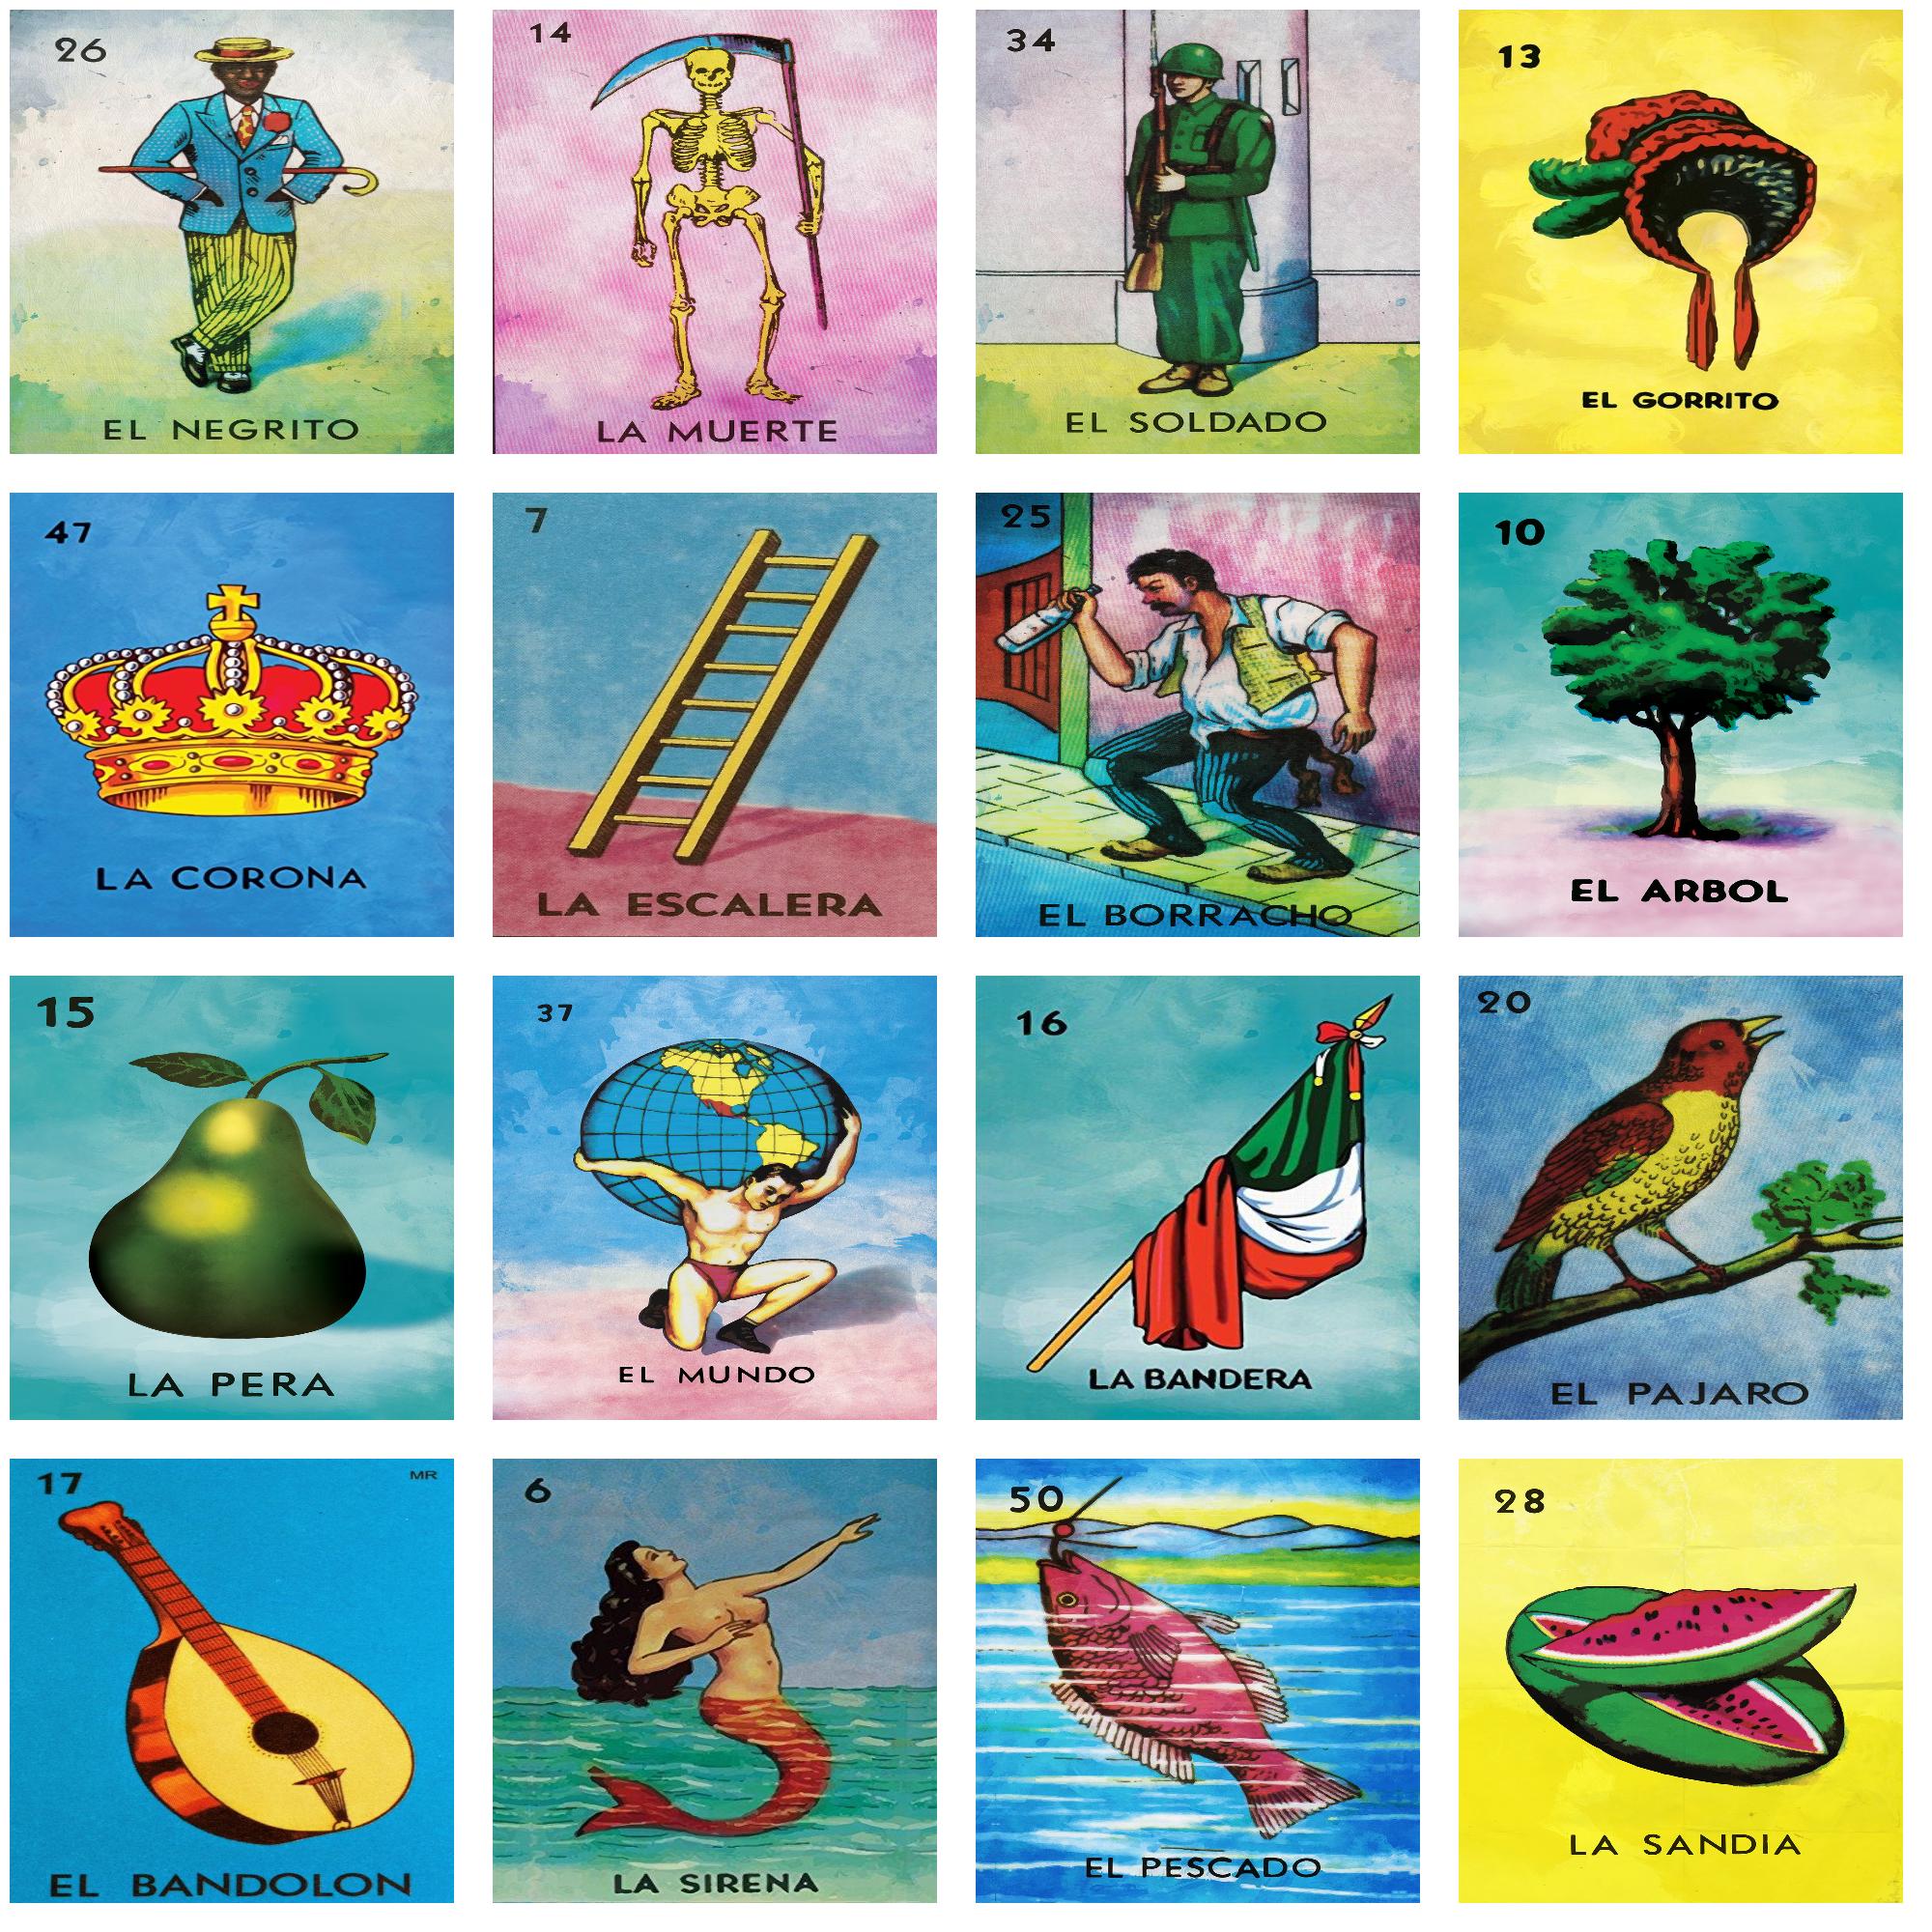 26
EL NEGRITO
14
LA MUERTE
34
EL SOLDADO
13
EL GORRITO
47
LA CORONA
7
LA ESCALERA
25
EL BORRACHO
10
EL ARBOL
15
LA PERA
37
EL MUNDO
16
LA BANDERA
20
EL PAJARO
17
MR
EL BANDOLON
6
LA SIRENA
50
EL PESCADO
28
LA SANDIA